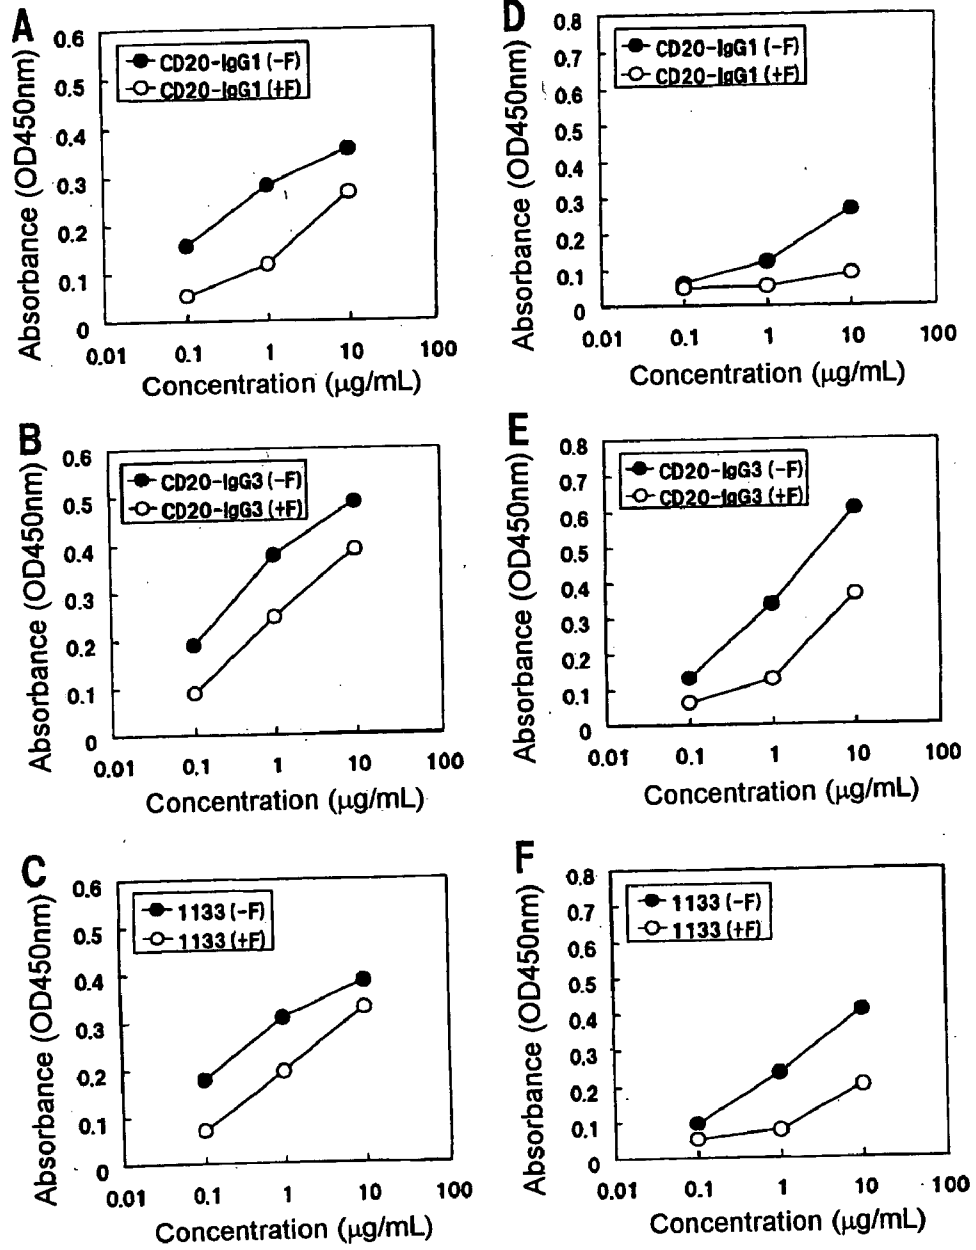 A
0.6
0.5
0.4
0.3
0.2
0.1
0
Absorbance (OD450nm)
CD20-IgG1 (-F)
CD20-IgG1 (+F)
0.01 0.1 1 10 100
Concentration (μg/mL)
D
0.8
0.7
0.6
0.5
0.4
0.3
0.2
0.1
0
Absorbance (OD450nm)
CD20-IgG1 (-F)
CD20-IgG1 (+F)
0.01 0.1 1 10 100
Concentration (μg/mL)
B
0.6
0.5
0.4
0.3
0.2
0.1
0
Absorbance (OD450nm)
CD20-IgG3 (-F)
CD20-IgG3 (+F)
0.01 0.1 1 10 100
Concentration (μg/mL)
E
0.8
0.7
0.6
0.5
0.4
0.3
0.2
0.1
0
Absorbance (OD450nm)
CD20-IgG3 (-F)
CD20-IgG3 (+F)
0.01 0.1 1 10 100
Concentration (μg/mL)
C
0.6
0.5
0.4
0.3
0.2
0.1
0
Absorbance (OD450nm)
1133 (-F)
1133 (+F)
0.01 0.1 1 10 100
Concentration (μg/mL)
F
0.8
0.7
0.6
0.5
0.4
0.3
0.2
0.1
0
Absorbance (OD450nm)
1133 (-F)
1133 (+F)
0.01 0.1 1 10 100
Concentration (μg/mL)